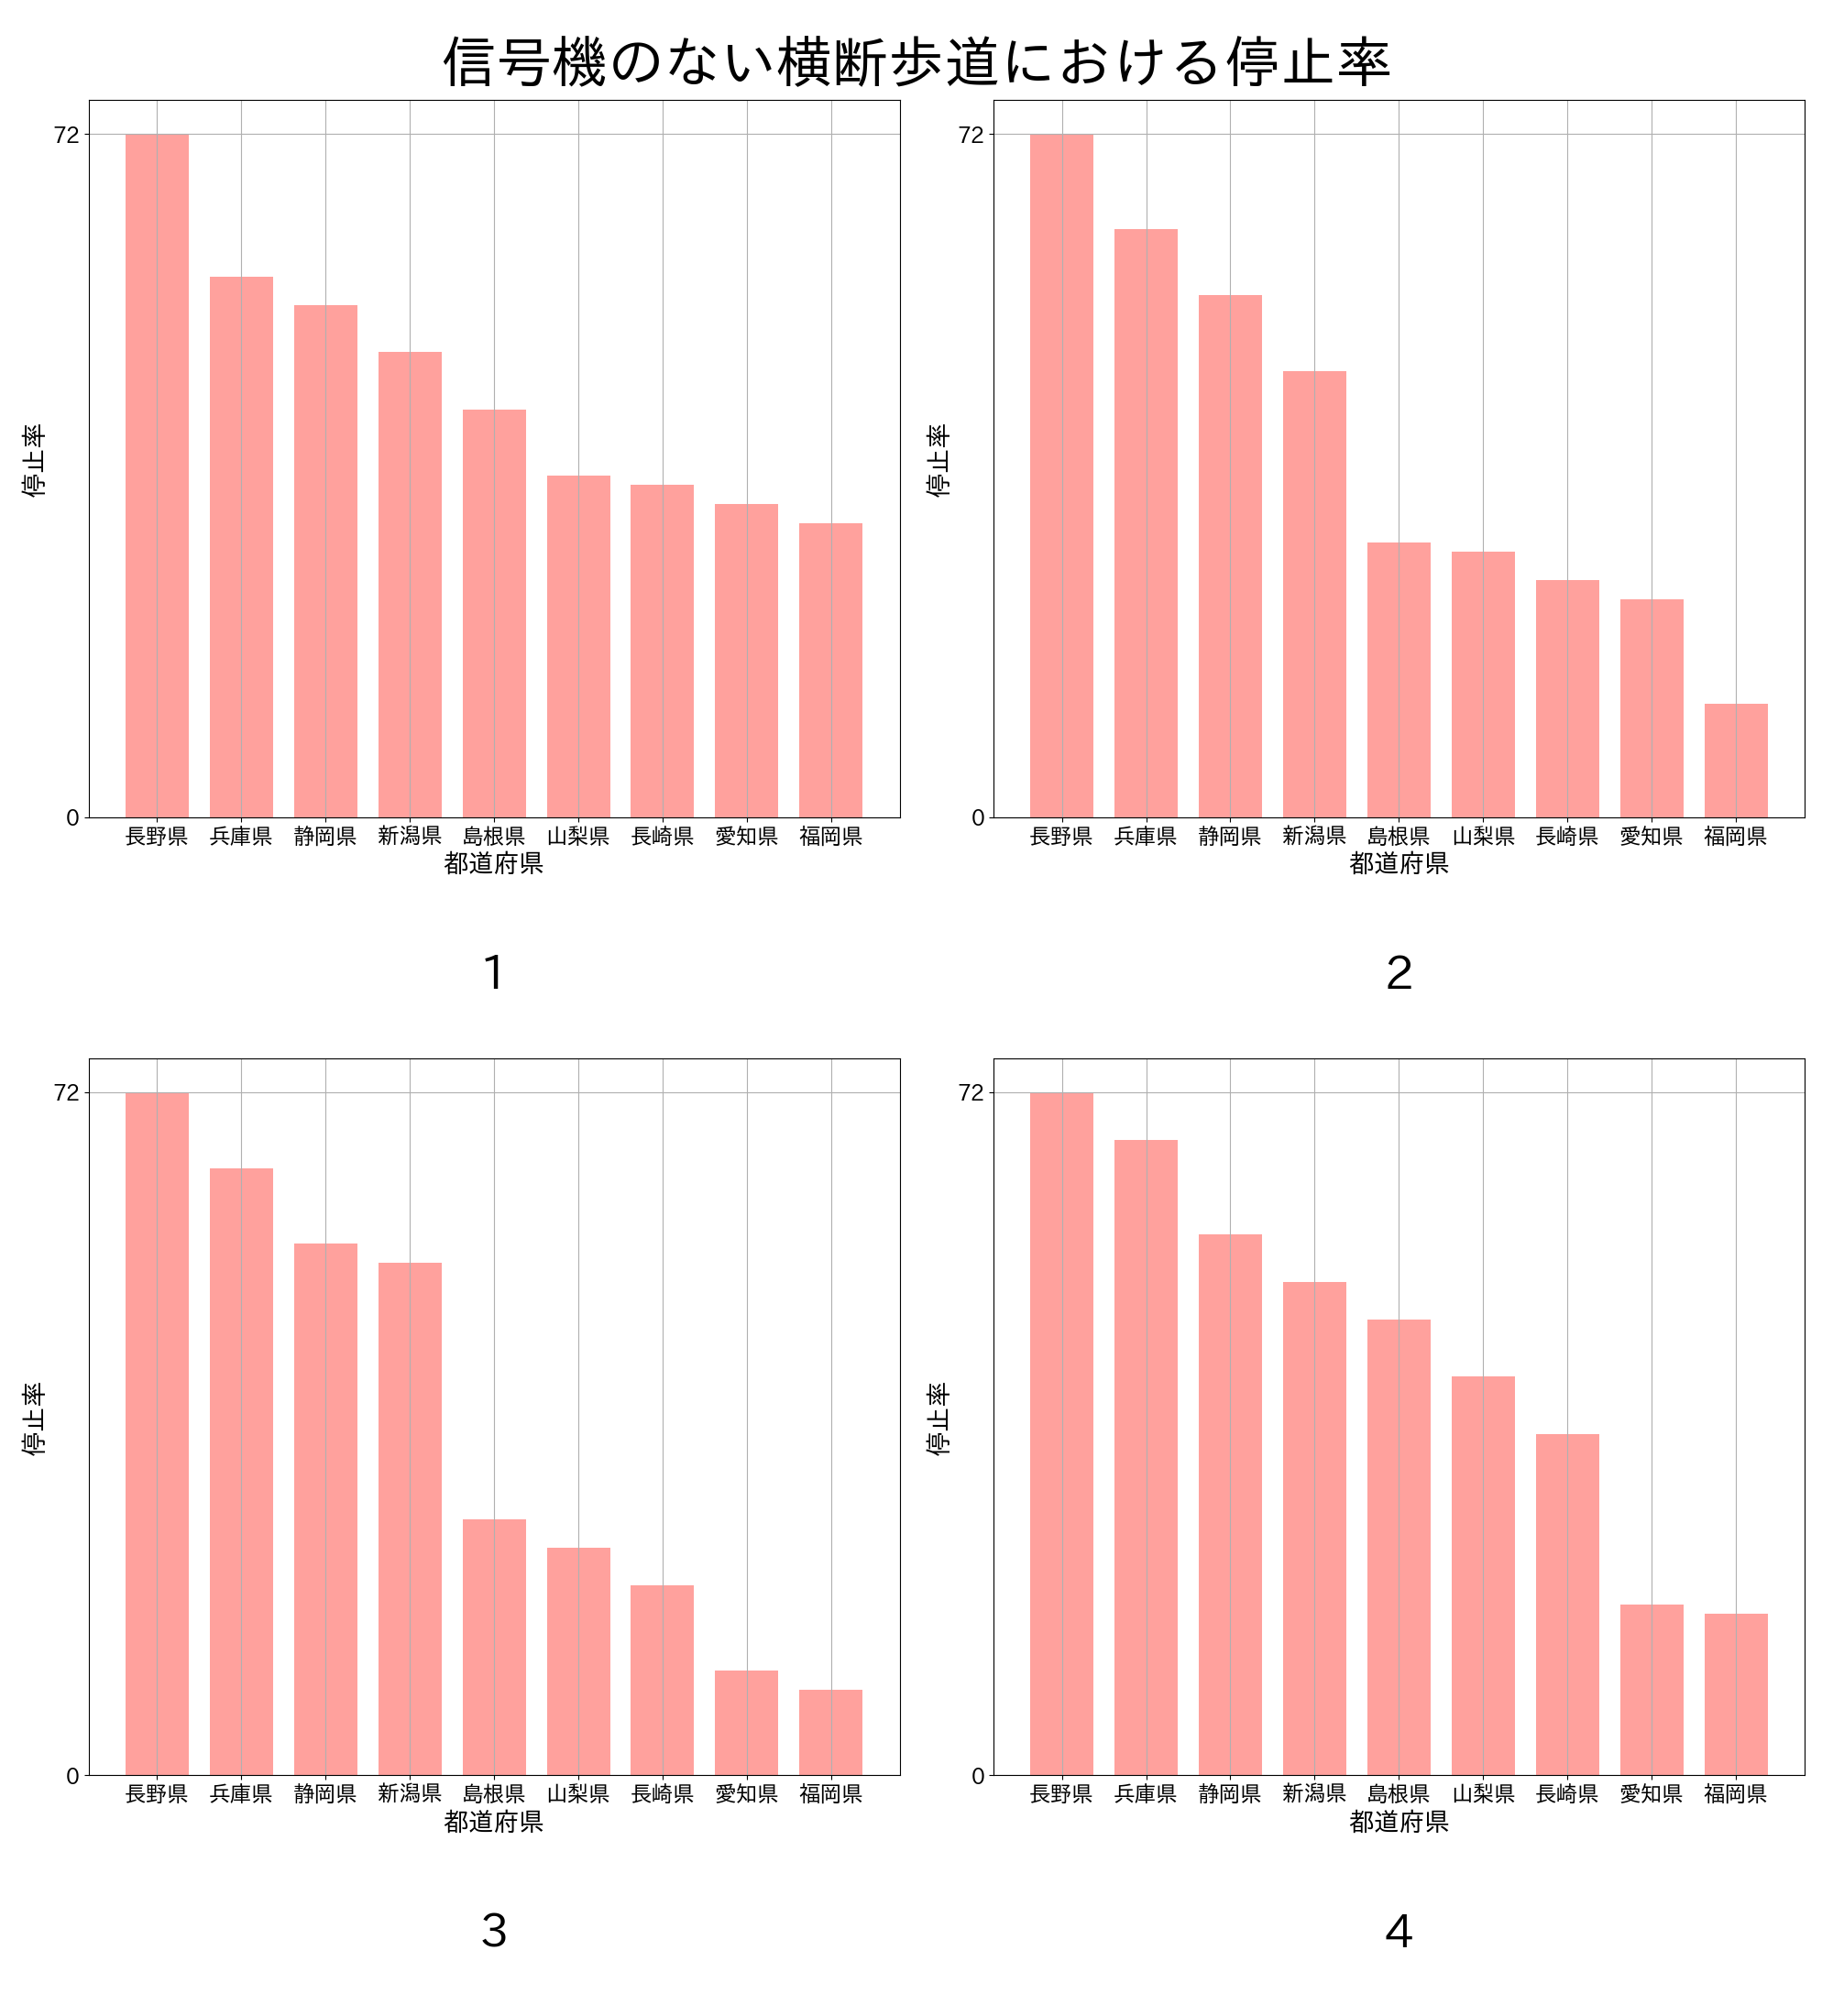 信号機のない横断歩道における停止率
72
0
停止率
長野県 兵庫県 静岡県 新潟県 島根県 山梨県 長崎県 愛知県 福岡県
都道府県
1
72
0
停止率
長野県 兵庫県 静岡県 新潟県 島根県 山梨県 長崎県 愛知県 福岡県
都道府県
2
72
0
停止率
長野県 兵庫県 静岡県 新潟県 島根県 山梨県 長崎県 愛知県 福岡県
都道府県
3
72
0
停止率
長野県 兵庫県 静岡県 新潟県 島根県 山梨県 長崎県 愛知県 福岡県
都道府県
4